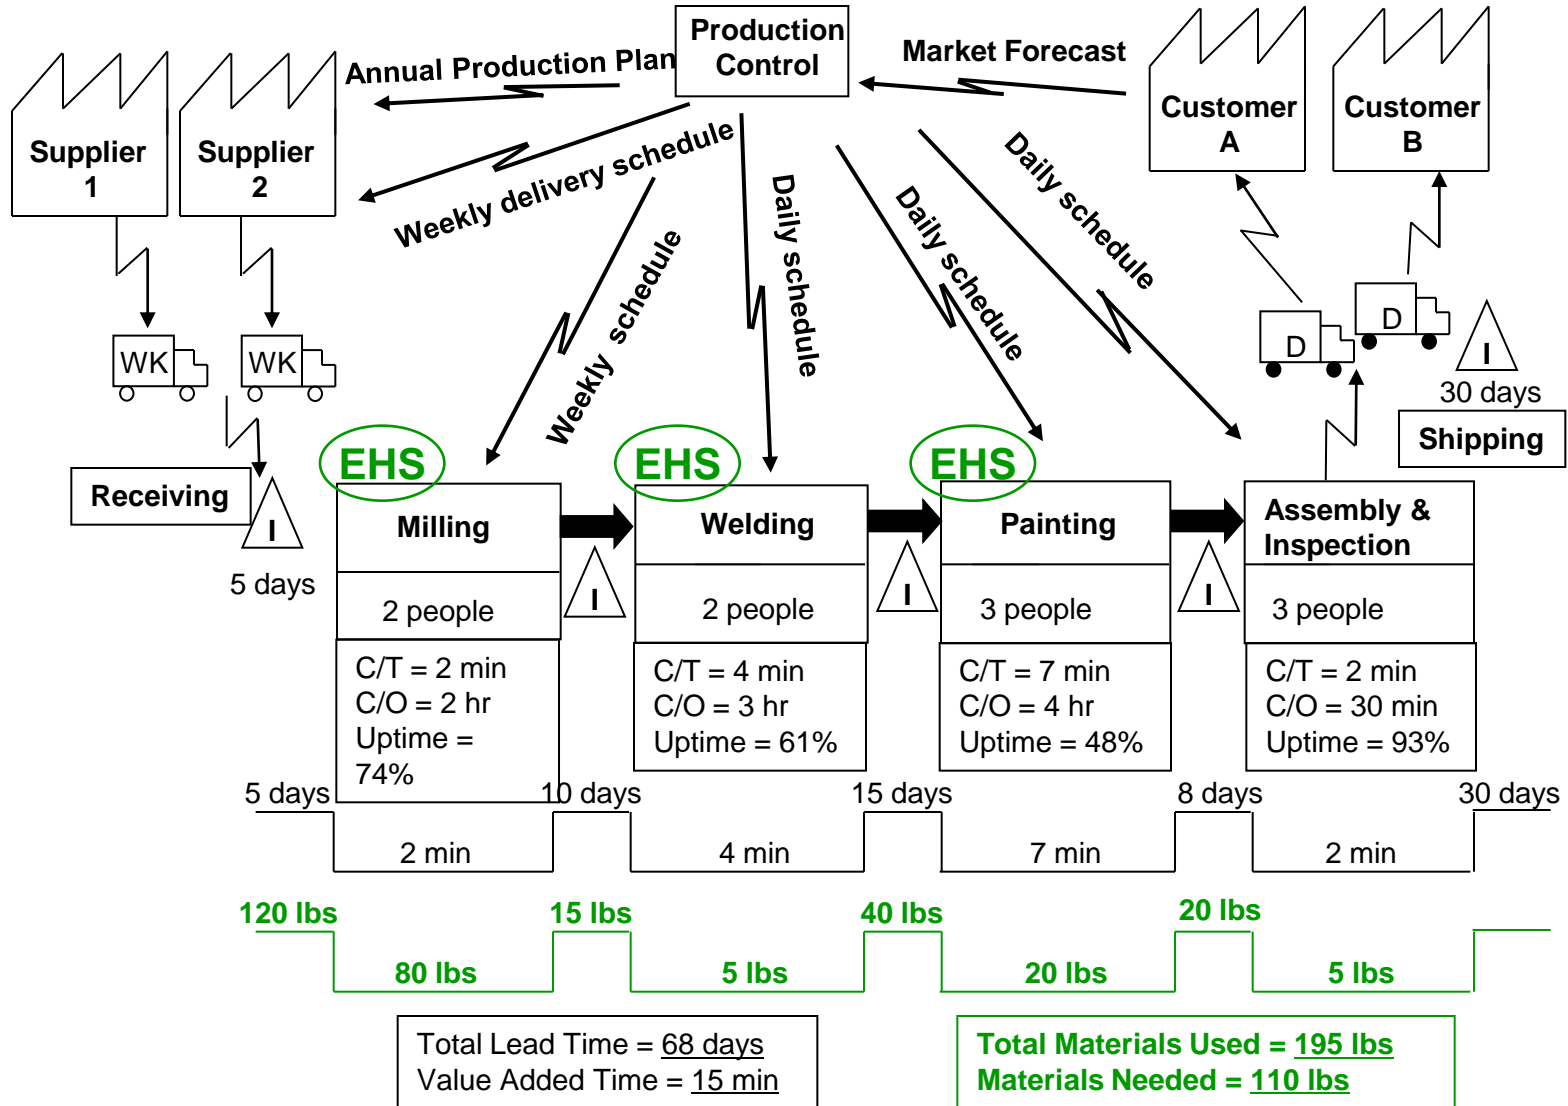 Production
Control
Annual Production Plan
Market Forecast
Supplier
1
Supplier
2
Customer
A
Customer
B
Weekly delivery schedule
Weekly schedule
Daily schedule
Daily schedule
Daily schedule
WK
WK
D
D
I
30 days
Shipping
Receiving
I
5 days
EHS
EHS
EHS
Milling
Welding
Painting
Assembly &
Inspection
I
I
I
2 people
2 people
3 people
3 people
C/T = 2 min
C/O = 2 hr
Uptime =
74%
C/T = 4 min
C/O = 3 hr
Uptime = 61%
C/T = 7 min
C/O = 4 hr
Uptime = 48%
C/T = 2 min
C/O = 30 min
Uptime = 93%
5 days
10 days
15 days
8 days
30 days
2 min
4 min
7 min
2 min
120 lbs
15 lbs
40 lbs
20 lbs
80 lbs
5 lbs
20 lbs
5 lbs
Total Lead Time = 68 days
Value Added Time = 15 min
Total Materials Used = 195 lbs
Materials Needed = 110 lbs